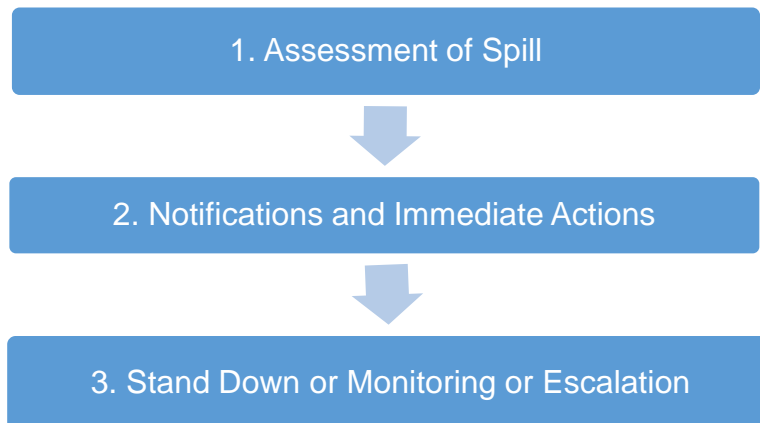 1. Assessment of Spill
2. Notifications and Immediate Actions
3. Stand Down or Monitoring or Escalation